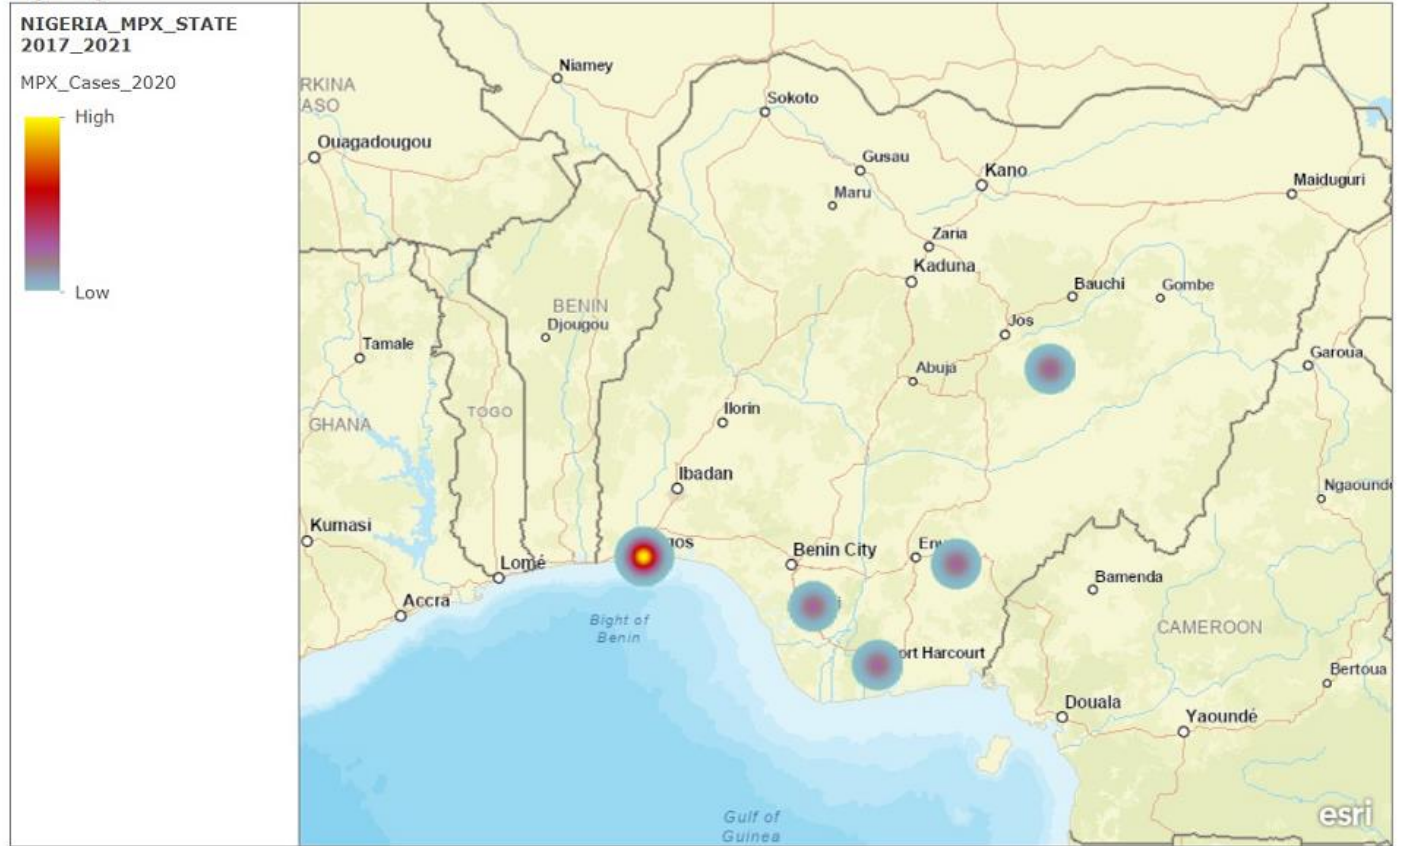 NIGERIA_MPX_STATE
2017_2021
MPX_Cases_2020
High
Low
Niamey
RKINA
ASO
Sokoto
Ouagadougou
Gusau
Kano
Maru
Maiduguri
Zaria
Kaduna
Bauchi
Gombe
BENIN
Djougou
Jos
Tamale
Garoua
Abuja
TOGO
Ilorin
GHANA
Ibadan
Ngaound
Kumasi
gos
Benin City
En
Lomé
Bamenda
Accra
Bight of
Benin
CAMEROON
ort Harcourt
Bertoua
Douala
Yaoundé
Gulf of
Guinea
esri